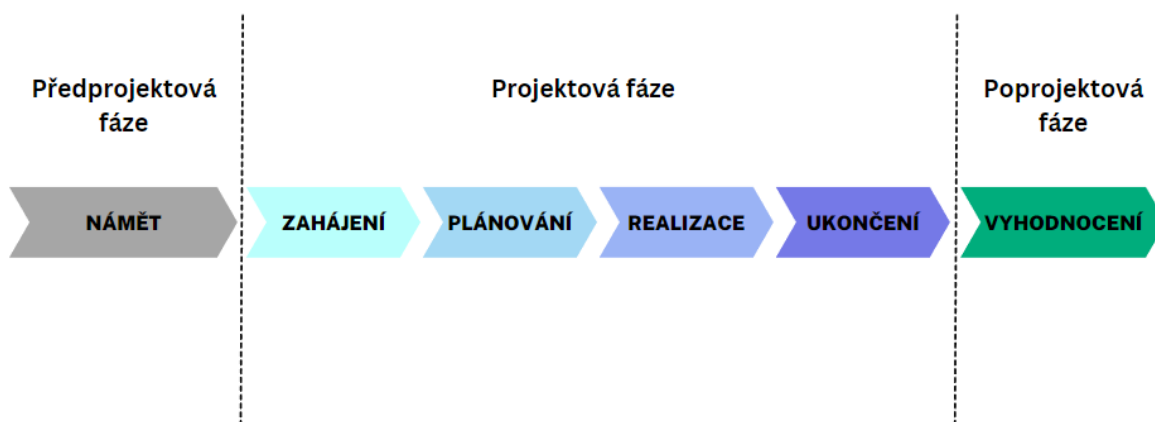 Předprojektová
fáze
Projektová fáze
Poprojektová
fáze
NÁMĚT
ZAHÁJENÍ
PLÁNOVÁNÍ
REALIZACE
UKONČENÍ
VYHODNOCENÍ